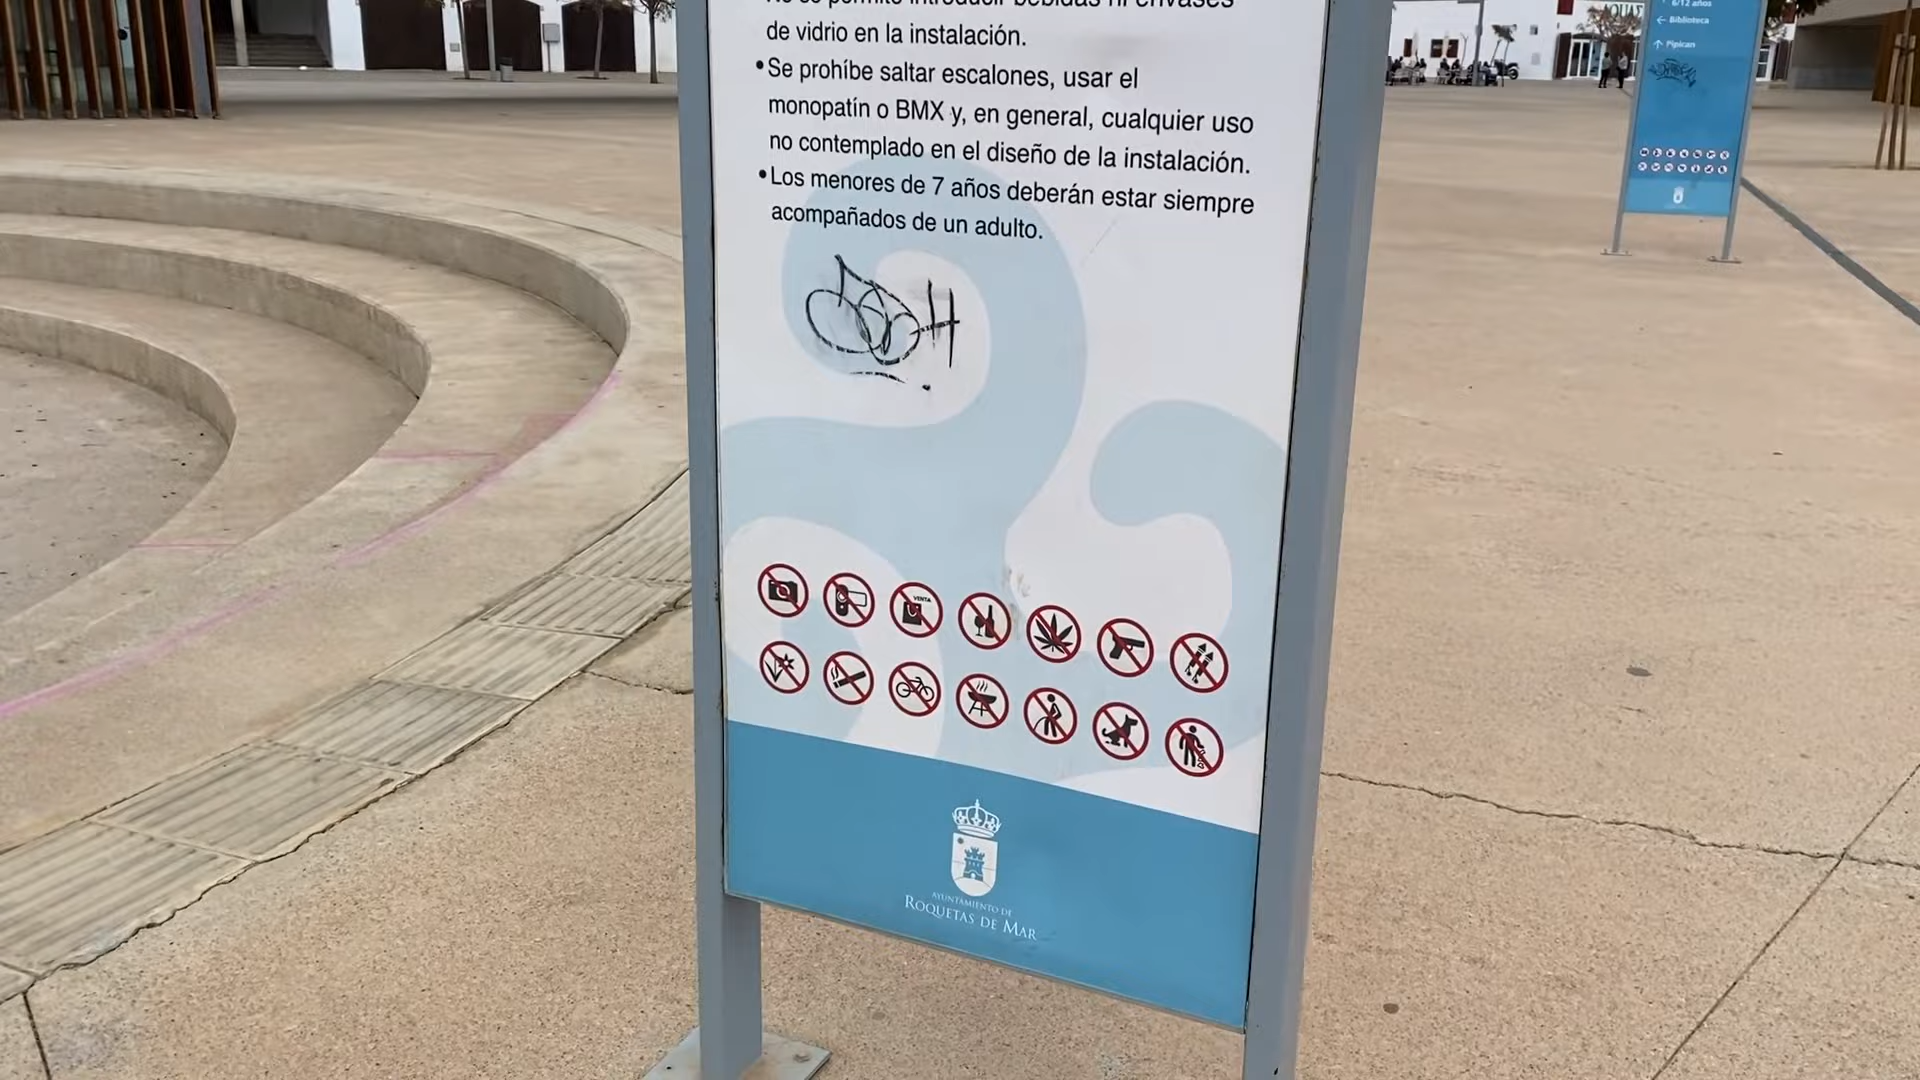 No se permite introducir bebidas ni envases
de vidrio en la instalación.
•Se prohíbe saltar escalones, usar el
monopatín o BMX y, en general, cualquier uso
no contemplado en el diseño de la instalación.
•Los menores de 7 años deberán estar siempre
acompañados de un adulto.
VENTA
AYUNTAMIENTO DE
ROQUETAS DE MAR
6/12 años
← Biblioteca
↑ Pipican